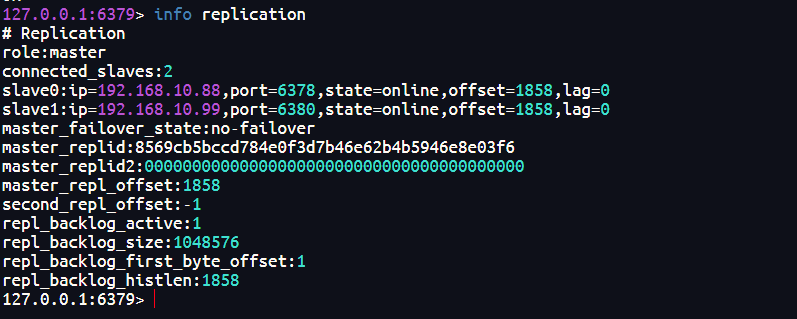 127.0.0.1:6379> info replication
# Replication
role:master
connected_slaves:2
slave0:ip=192.168.10.88,port=6378,state=online,offset=1858,lag=0
slave1:ip=192.168.10.99,port=6380,state=online,offset=1858,lag=0
master_failover_state:no-failover
master_replid:8569cb5bccd784e0f3d7b46e62b4b5946e8e03f6
master_replid2:0000000000000000000000000000000000000000
master_repl_offset:1858
second_repl_offset:-1
repl_backlog_active:1
repl_backlog_size:1048576
repl_backlog_first_byte_offset:1
repl_backlog_histlen:1858
127.0.0.1:6379>